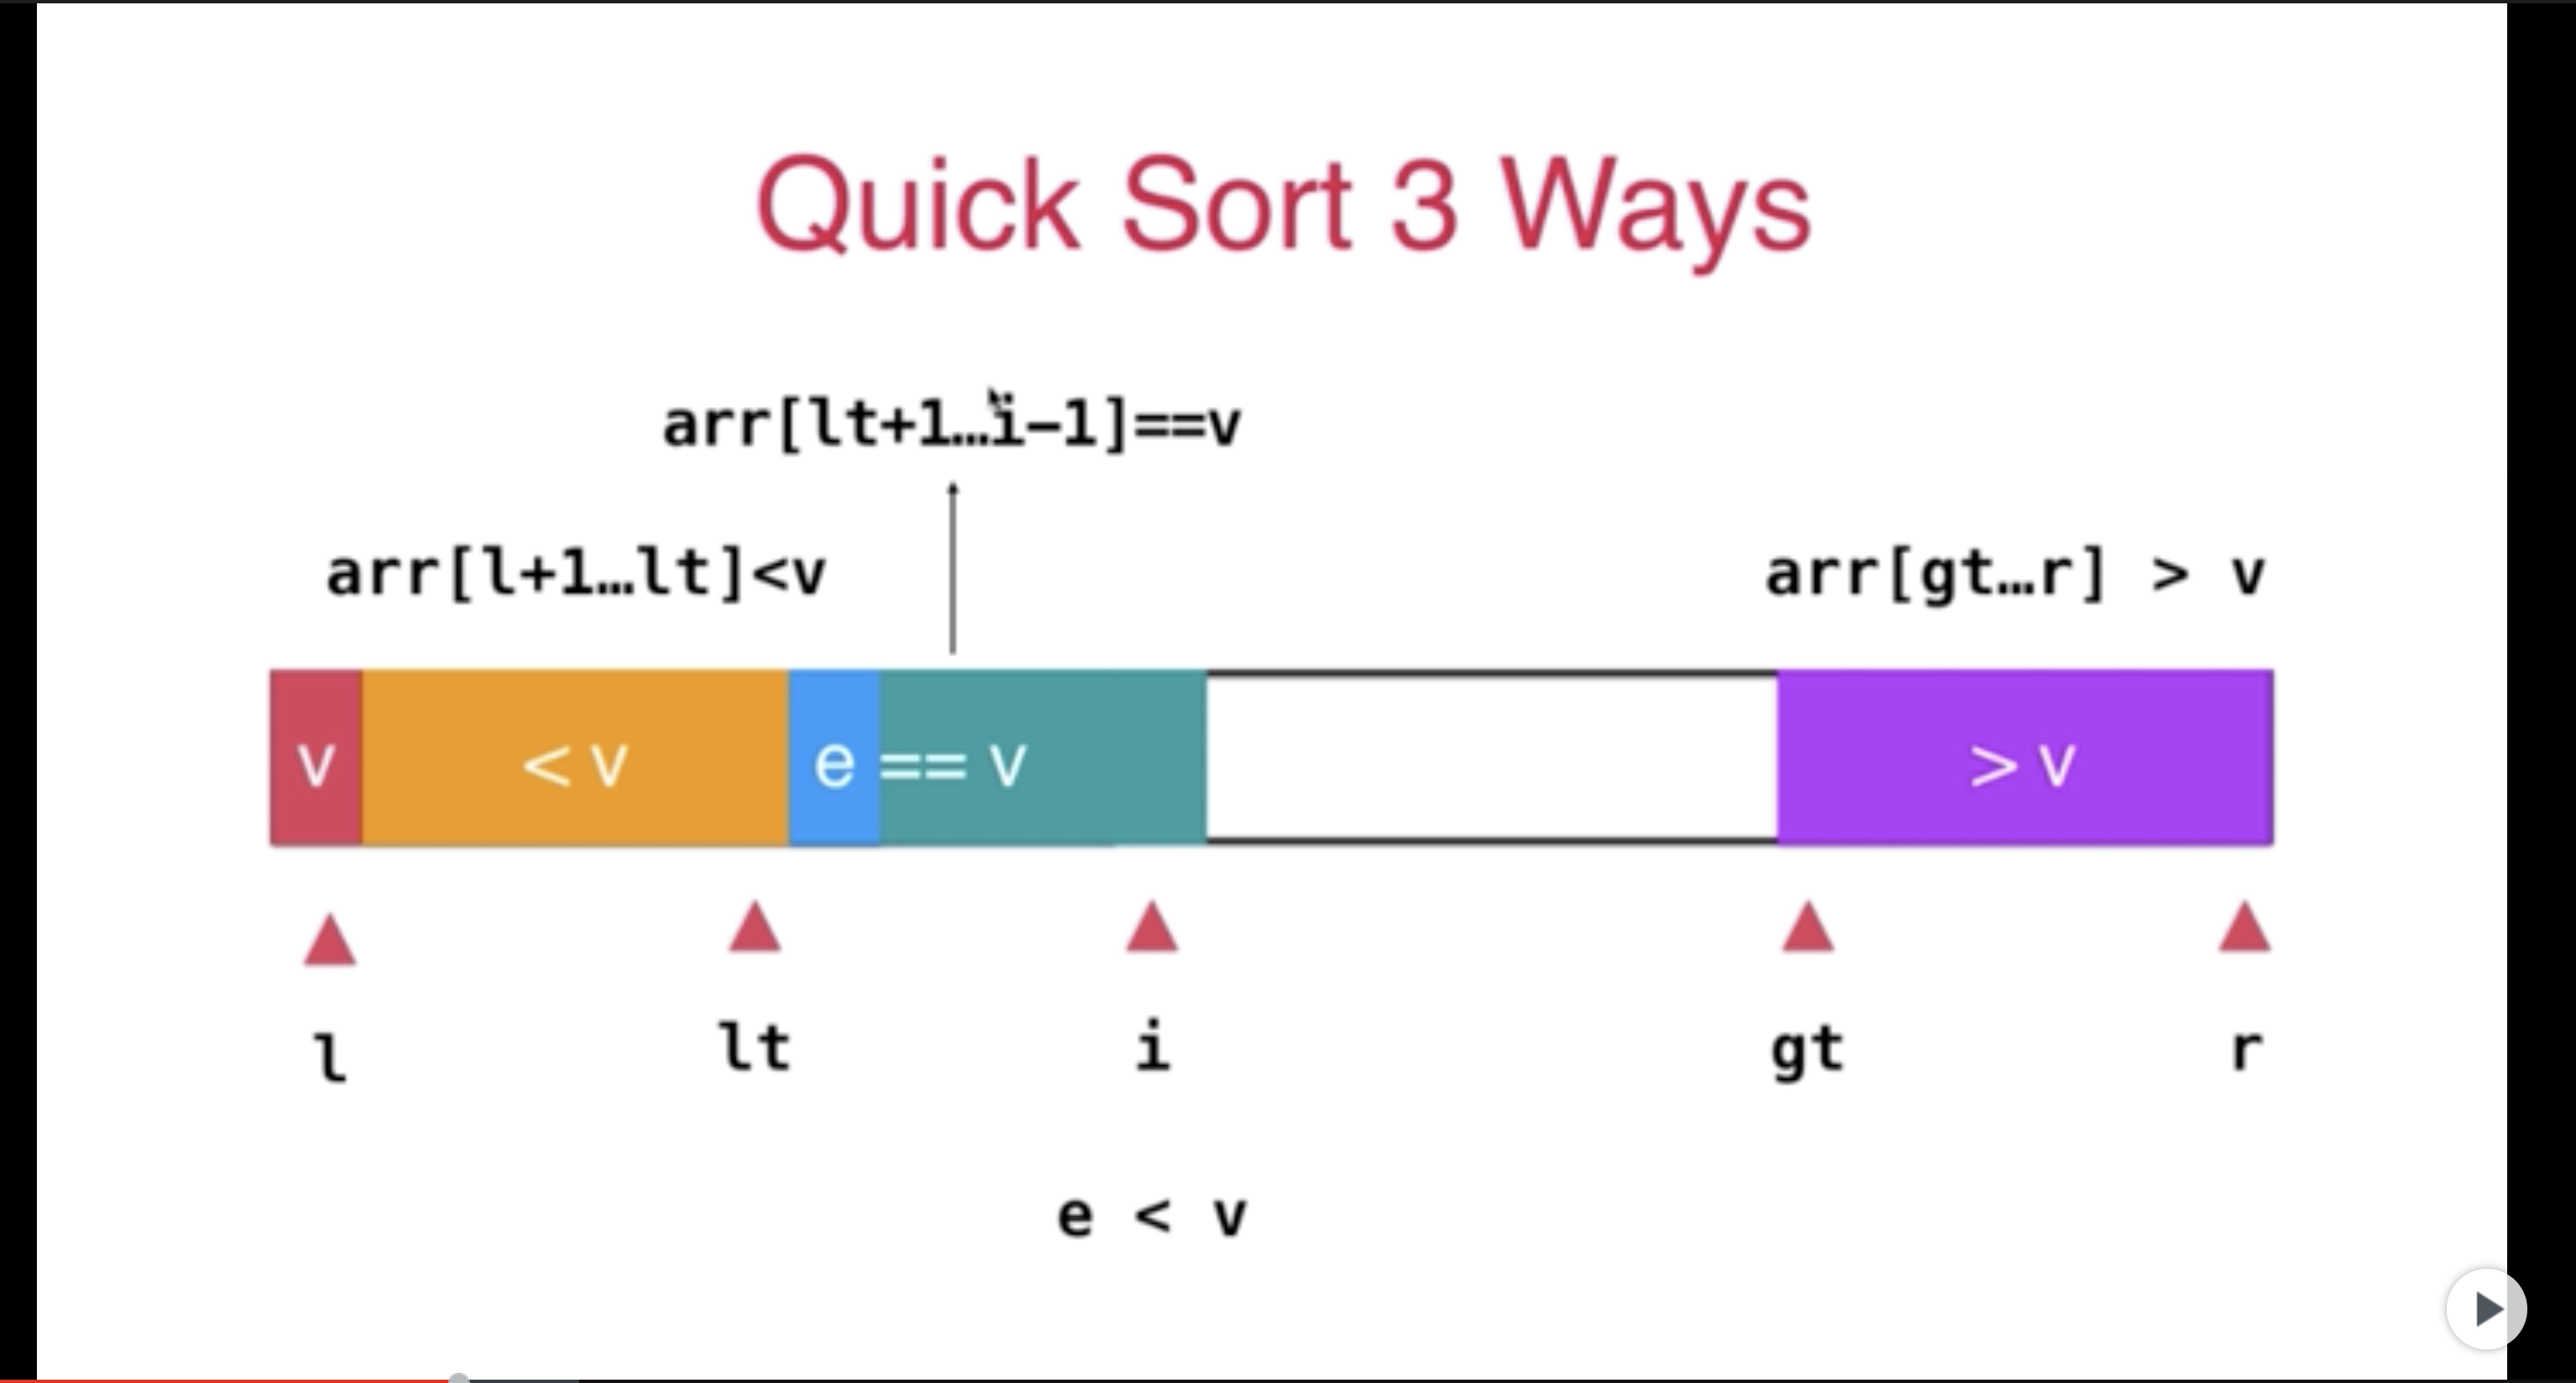 Quick Sort 3 Ways
arr[lt+1…i-1]==v
arr[l+1…lt]<v
arr[gt…r] > v
v
< v
e
== v
> v
l
lt
i
gt
r
e < v